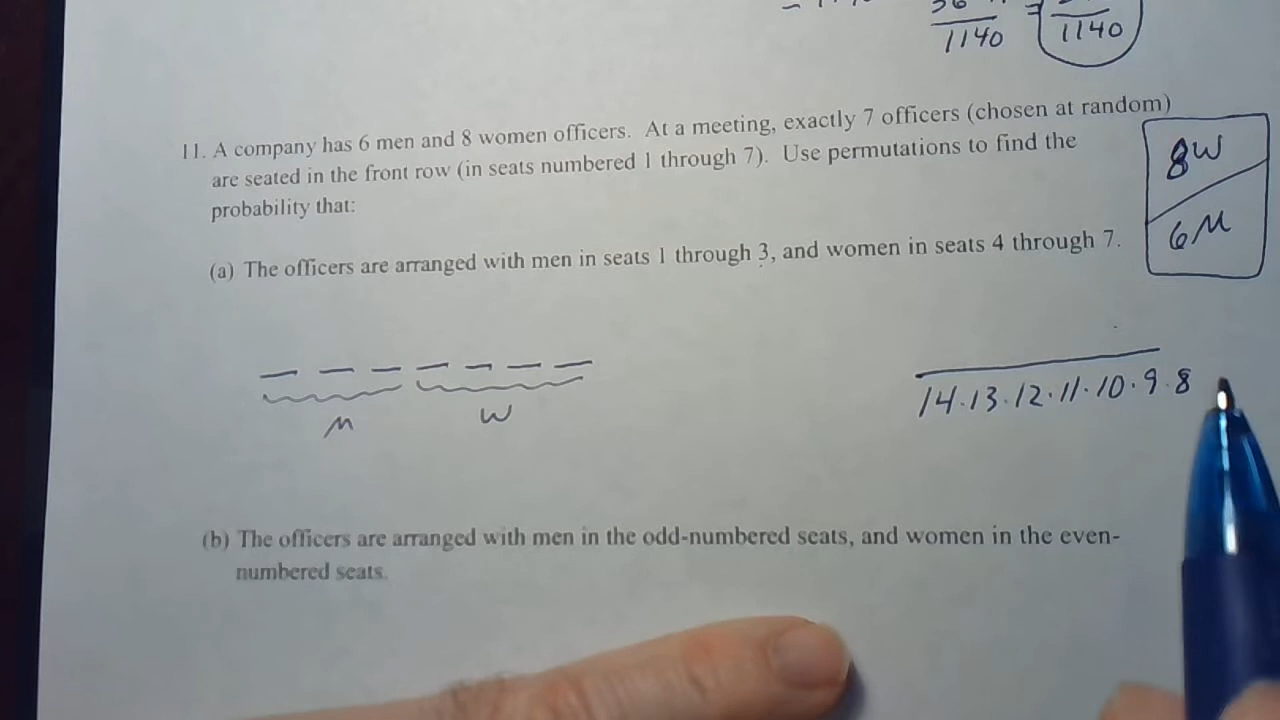 1140
1140
11. A company has 6 men and 8 women officers. At a meeting, exactly 7 officers (chosen at random)
are seated in the front row (in seats numbered 1 through 7). Use permutations to find the
probability that:
8W
6M
(a) The officers are arranged with men in seats 1 through 3, and women in seats 4 through 7.
M W
14·13·12·11·10·9·8
(b) The officers are arranged with men in the odd-numbered seats, and women in the even-
numbered seats.